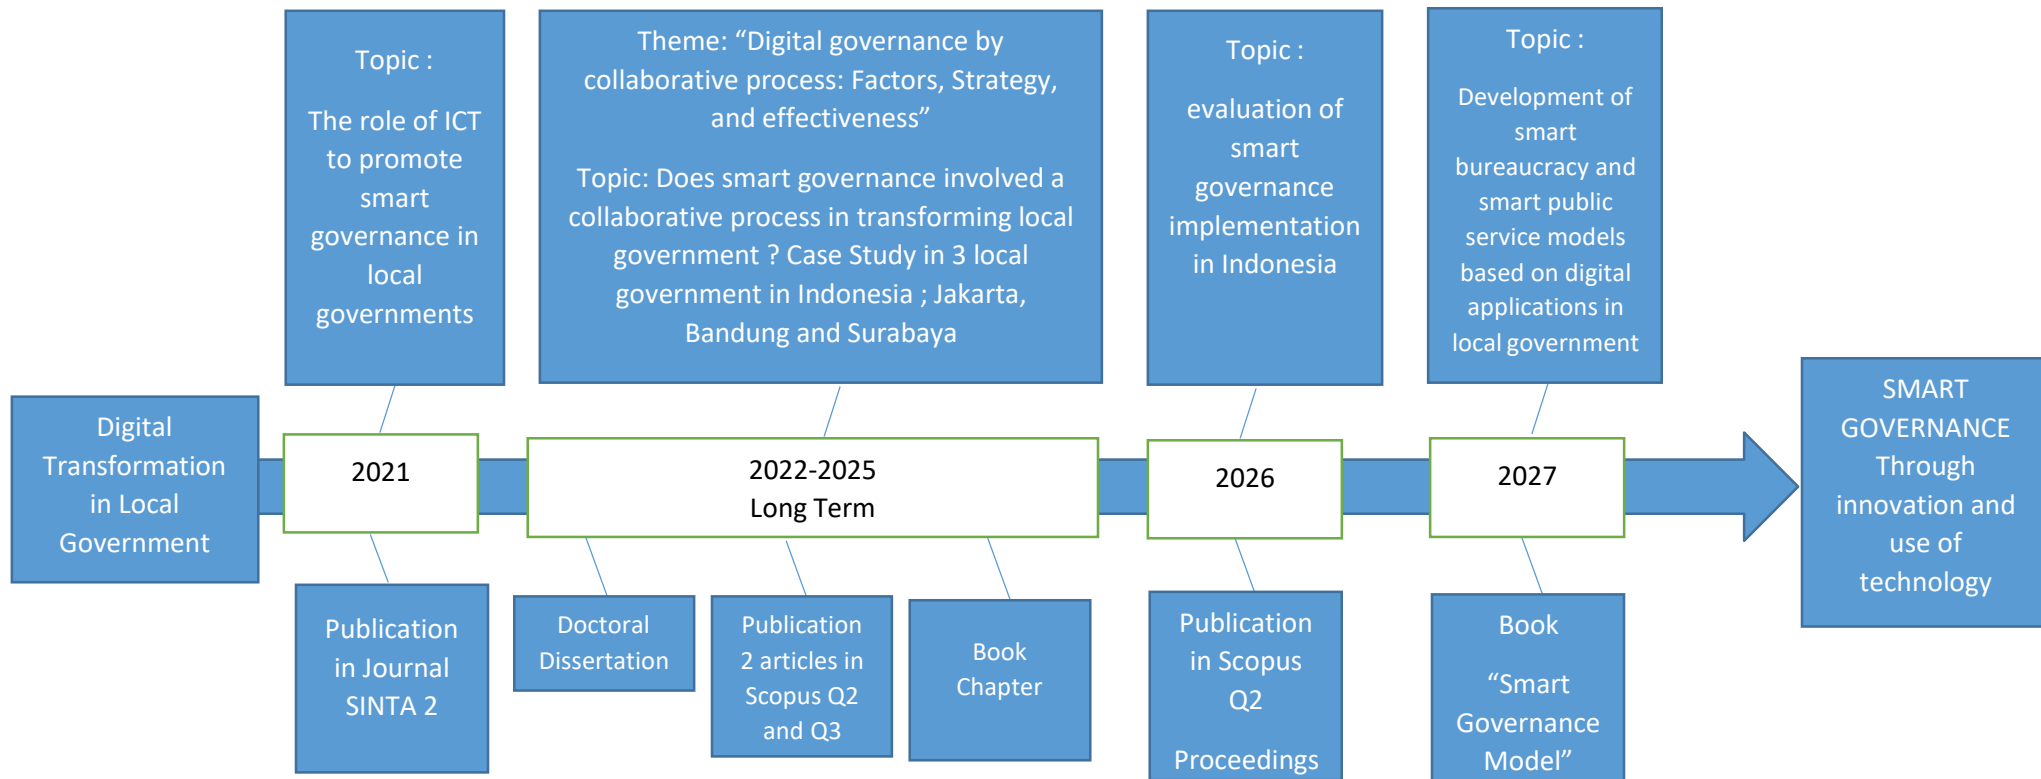 Digital
Transformation
in Local
Government
Topic :
The role of ICT
to promote
smart
governance in
local
governments
2021
Publication
in Journal
SINTA 2
Theme: “Digital governance by
collaborative process: Factors, Strategy,
and effectiveness”
Topic: Does smart governance involved a
collaborative process in transforming local
government ? Case Study in 3 local
government in Indonesia ; Jakarta,
Bandung and Surabaya
2022-2025
Long Term
Doctoral
Dissertation
Publication
2 articles in
Scopus Q2
and Q3
Book
Chapter
Topic :
evaluation of
smart
governance
implementation
in Indonesia
2026
Publication
in Scopus
Q2
Proceedings
Topic :
Development of
smart
bureaucracy and
smart public
service models
based on digital
applications in
local government
2027
Book
“Smart
Governance
Model”
SMART
GOVERNANCE
Through
innovation and
use of
technology